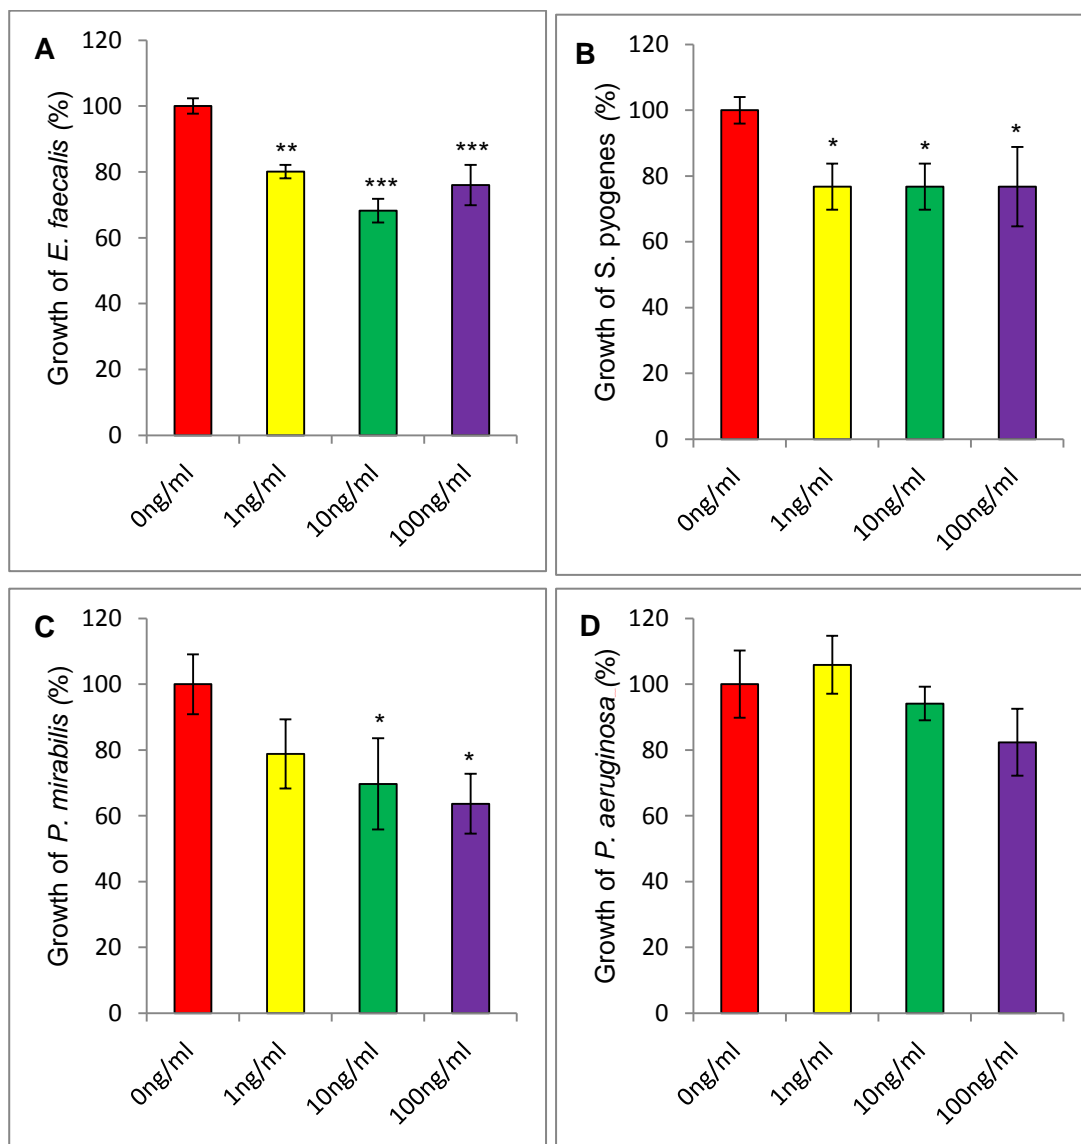 A
Growth of E. faecalis (%)
120
100
80
60
40
20
0
**
***
***
0ng/ml
1ng/ml
10ng/ml
100ng/ml
B
Growth of S. pyogenes (%)
120
100
80
60
40
20
0
*
*
*
0ng/ml
1ng/ml
10ng/ml
100ng/ml
C
Growth of P. mirabilis (%)
120
100
80
60
40
20
0
*
*
0ng/ml
1ng/ml
10ng/ml
100ng/ml
D
Growth of P. aeruginosa (%)
120
100
80
60
40
20
0
0ng/ml
1ng/ml
10ng/ml
100ng/ml